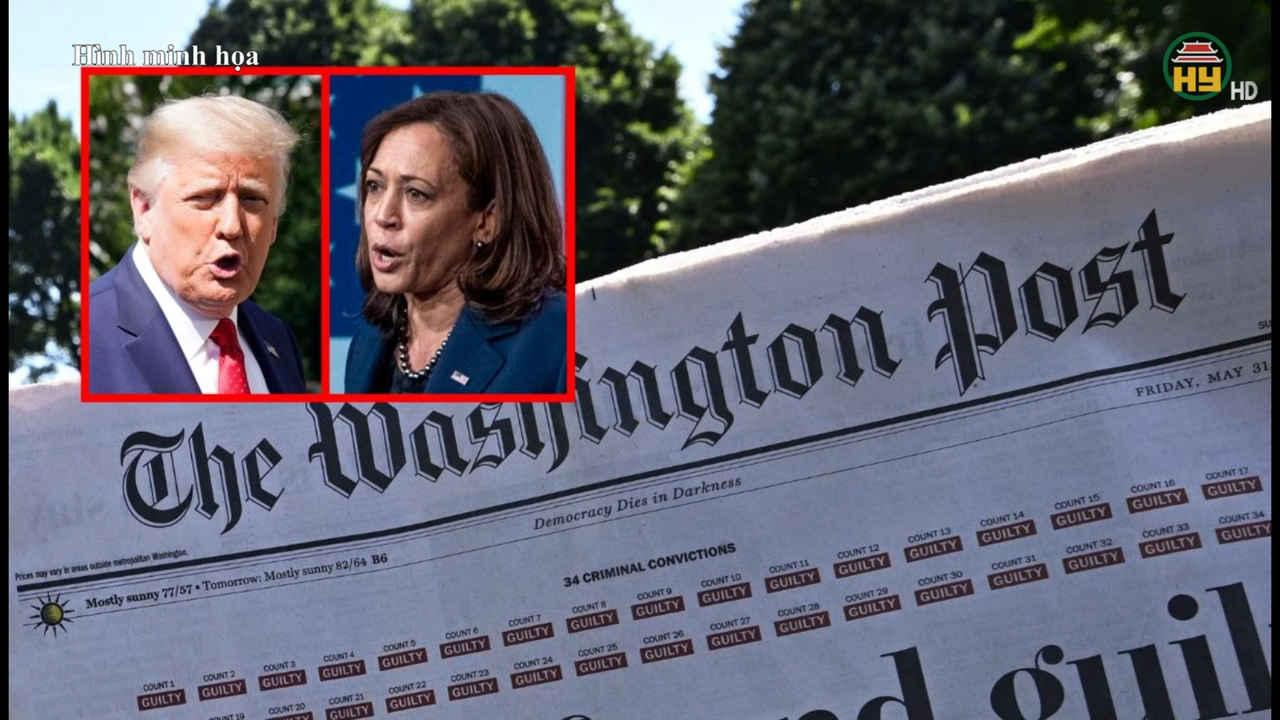 Hình minh họa
HY HD
The Washington Post
FRIDAY, MAY 31
Democracy Dies in Darkness
Prices may vary in areas outside metropolitan Washington.
Mostly sunny 77/57 • Tomorrow: Mostly sunny 82/64 B6
34 CRIMINAL CONVICTIONS
COUNT 1 COUNT 2 COUNT 3 COUNT 4 COUNT 5 COUNT 6 COUNT 7 COUNT 8 COUNT 9 COUNT 10 COUNT 11 COUNT 12 COUNT 13 COUNT 14 COUNT 15 COUNT 16 COUNT 17
GUILTY GUILTY GUILTY GUILTY GUILTY GUILTY GUILTY GUILTY GUILTY GUILTY GUILTY GUILTY GUILTY GUILTY GUILTY GUILTY GUILTY
COUNT 19 COUNT 20 COUNT 21 COUNT 22 COUNT 23 COUNT 24 COUNT 25 COUNT 26 COUNT 27 COUNT 28 COUNT 29 COUNT 30 COUNT 31 COUNT 32 COUNT 33 COUNT 34
GUILTY GUILTY GUILTY GUILTY GUILTY GUILTY GUILTY GUILTY GUILTY GUILTY GUILTY GUILTY GUILTY GUILTY